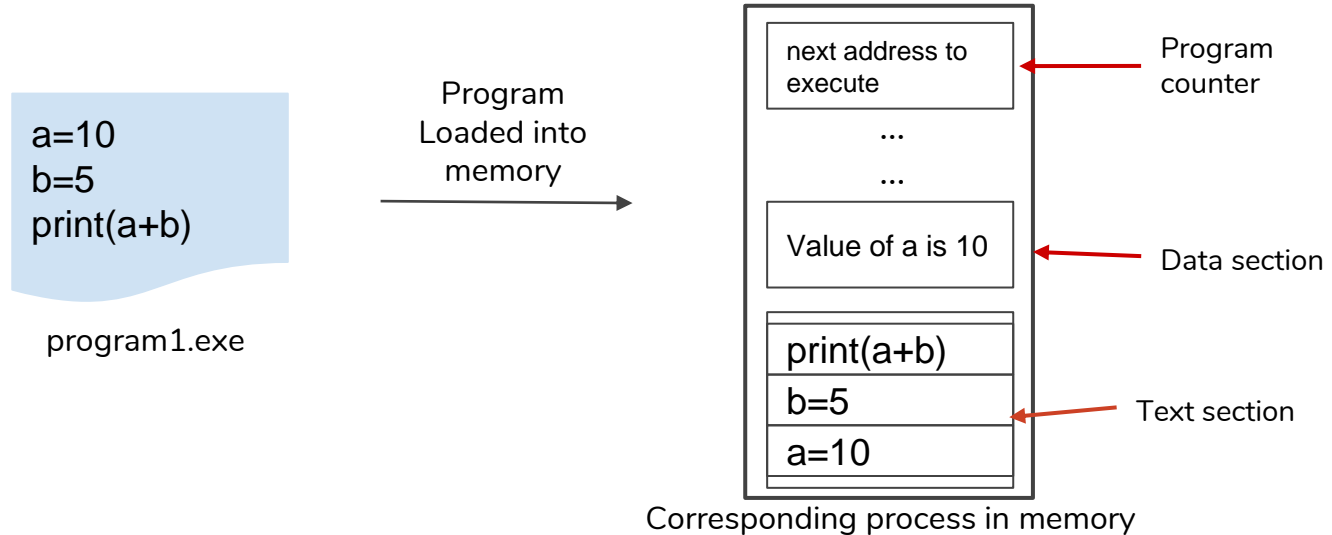 a=10
b=5
print(a+b)
program1.exe
Program
Loaded into
memory
next address to
execute
...
...
Value of a is 10
print(a+b)
b=5
a=10
Corresponding process in memory
Program
counter
Data section
Text section